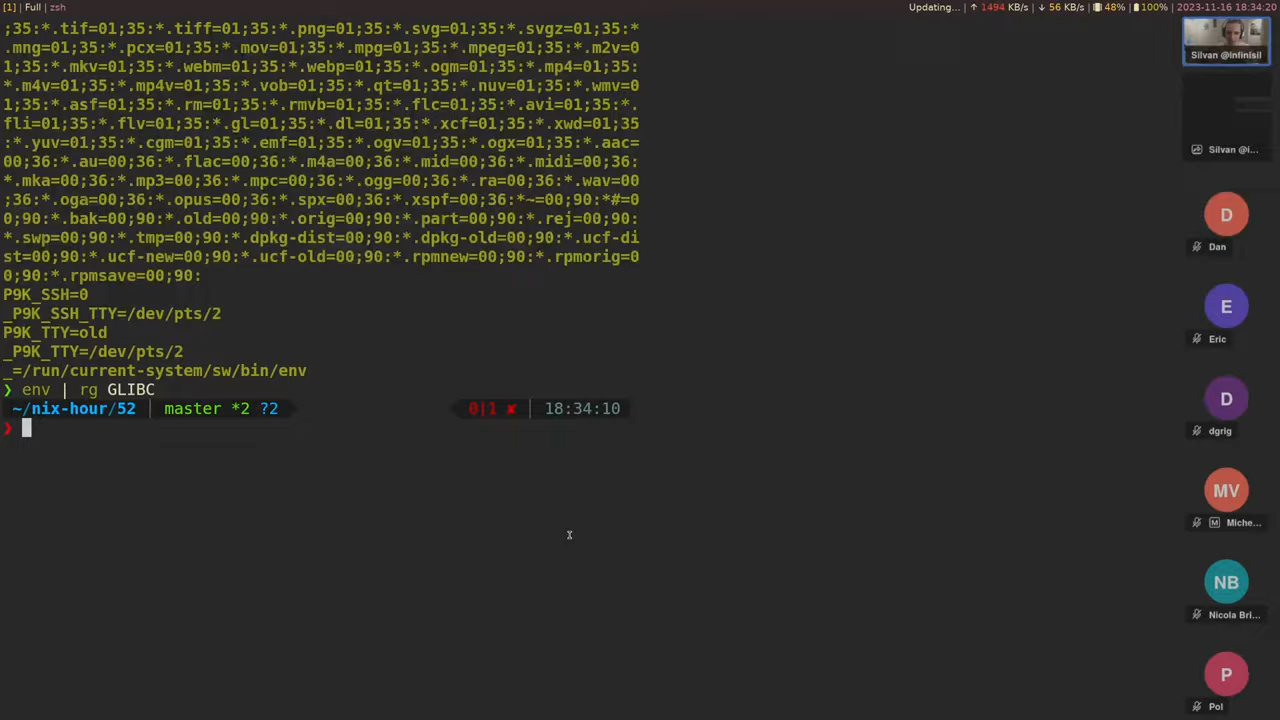 [1] | Full | zsh
Updating... | ↑ 1494 KB/s | ↓ 56 KB/s | 48% | 100% | 2023-11-16 18:34:20
;35:*.tif=01;35:*.tiff=01;35:*.png=01;35:*.svg=01;35:*.svgz=01;35:*
.mng=01;35:*.pcx=01;35:*.mov=01;35:*.mpg=01;35:*.mpeg=01;35:*.m2v=0
1;35:*.mkv=01;35:*.webm=01;35:*.webp=01;35:*.ogm=01;35:*.mp4=01;35:
*.m4v=01;35:*.mp4v=01;35:*.vob=01;35:*.qt=01;35:*.nuv=01;35:*.wmv=0
1;35:*.asf=01;35:*.rm=01;35:*.rmvb=01;35:*.flc=01;35:*.avi=01;35:*.
fli=01;35:*.flv=01;35:*.gl=01;35:*.dl=01;35:*.xcf=01;35:*.xwd=01;35
:*.yuv=01;35:*.cgm=01;35:*.emf=01;35:*.ogv=01;35:*.ogx=01;35:*.aac=
00;36:*.au=00;36:*.flac=00;36:*.m4a=00;36:*.mid=00;36:*.midi=00;36:
*.mka=00;36:*.mp3=00;36:*.mpc=00;36:*.ogg=00;36:*.ra=00;36:*.wav=00
;36:*.oga=00;36:*.opus=00;36:*.spx=00;36:*.xspf=00;36:*~=00;90:*#=0
0;90:*.bak=00;90:*.old=00;90:*.orig=00;90:*.part=00;90:*.rej=00;90:
*.swp=00;90:*.tmp=00;90:*.dpkg-dist=00;90:*.dpkg-old=00;90:*.ucf-di
st=00;90:*.ucf-new=00;90:*.ucf-old=00;90:*.rpmnew=00;90:*.rpmorig=0
0;90:*.rpmsave=00;90:
P9K_SSH=0
_P9K_SSH_TTY=/dev/pts/2
P9K_TTY=old
_P9K_TTY=/dev/pts/2
_=/run/current-system/sw/bin/env
❯ env | rg GLIBC
~/nix-hour/52 | master *2 ?2
0|1 ✘ | 18:34:10
❯
Silvan @infinisil
Silvan @i...
D
Dan
E
Eric
D
dgrig
MV
M Miche...
NB
Nicola Bri...
P
Pol